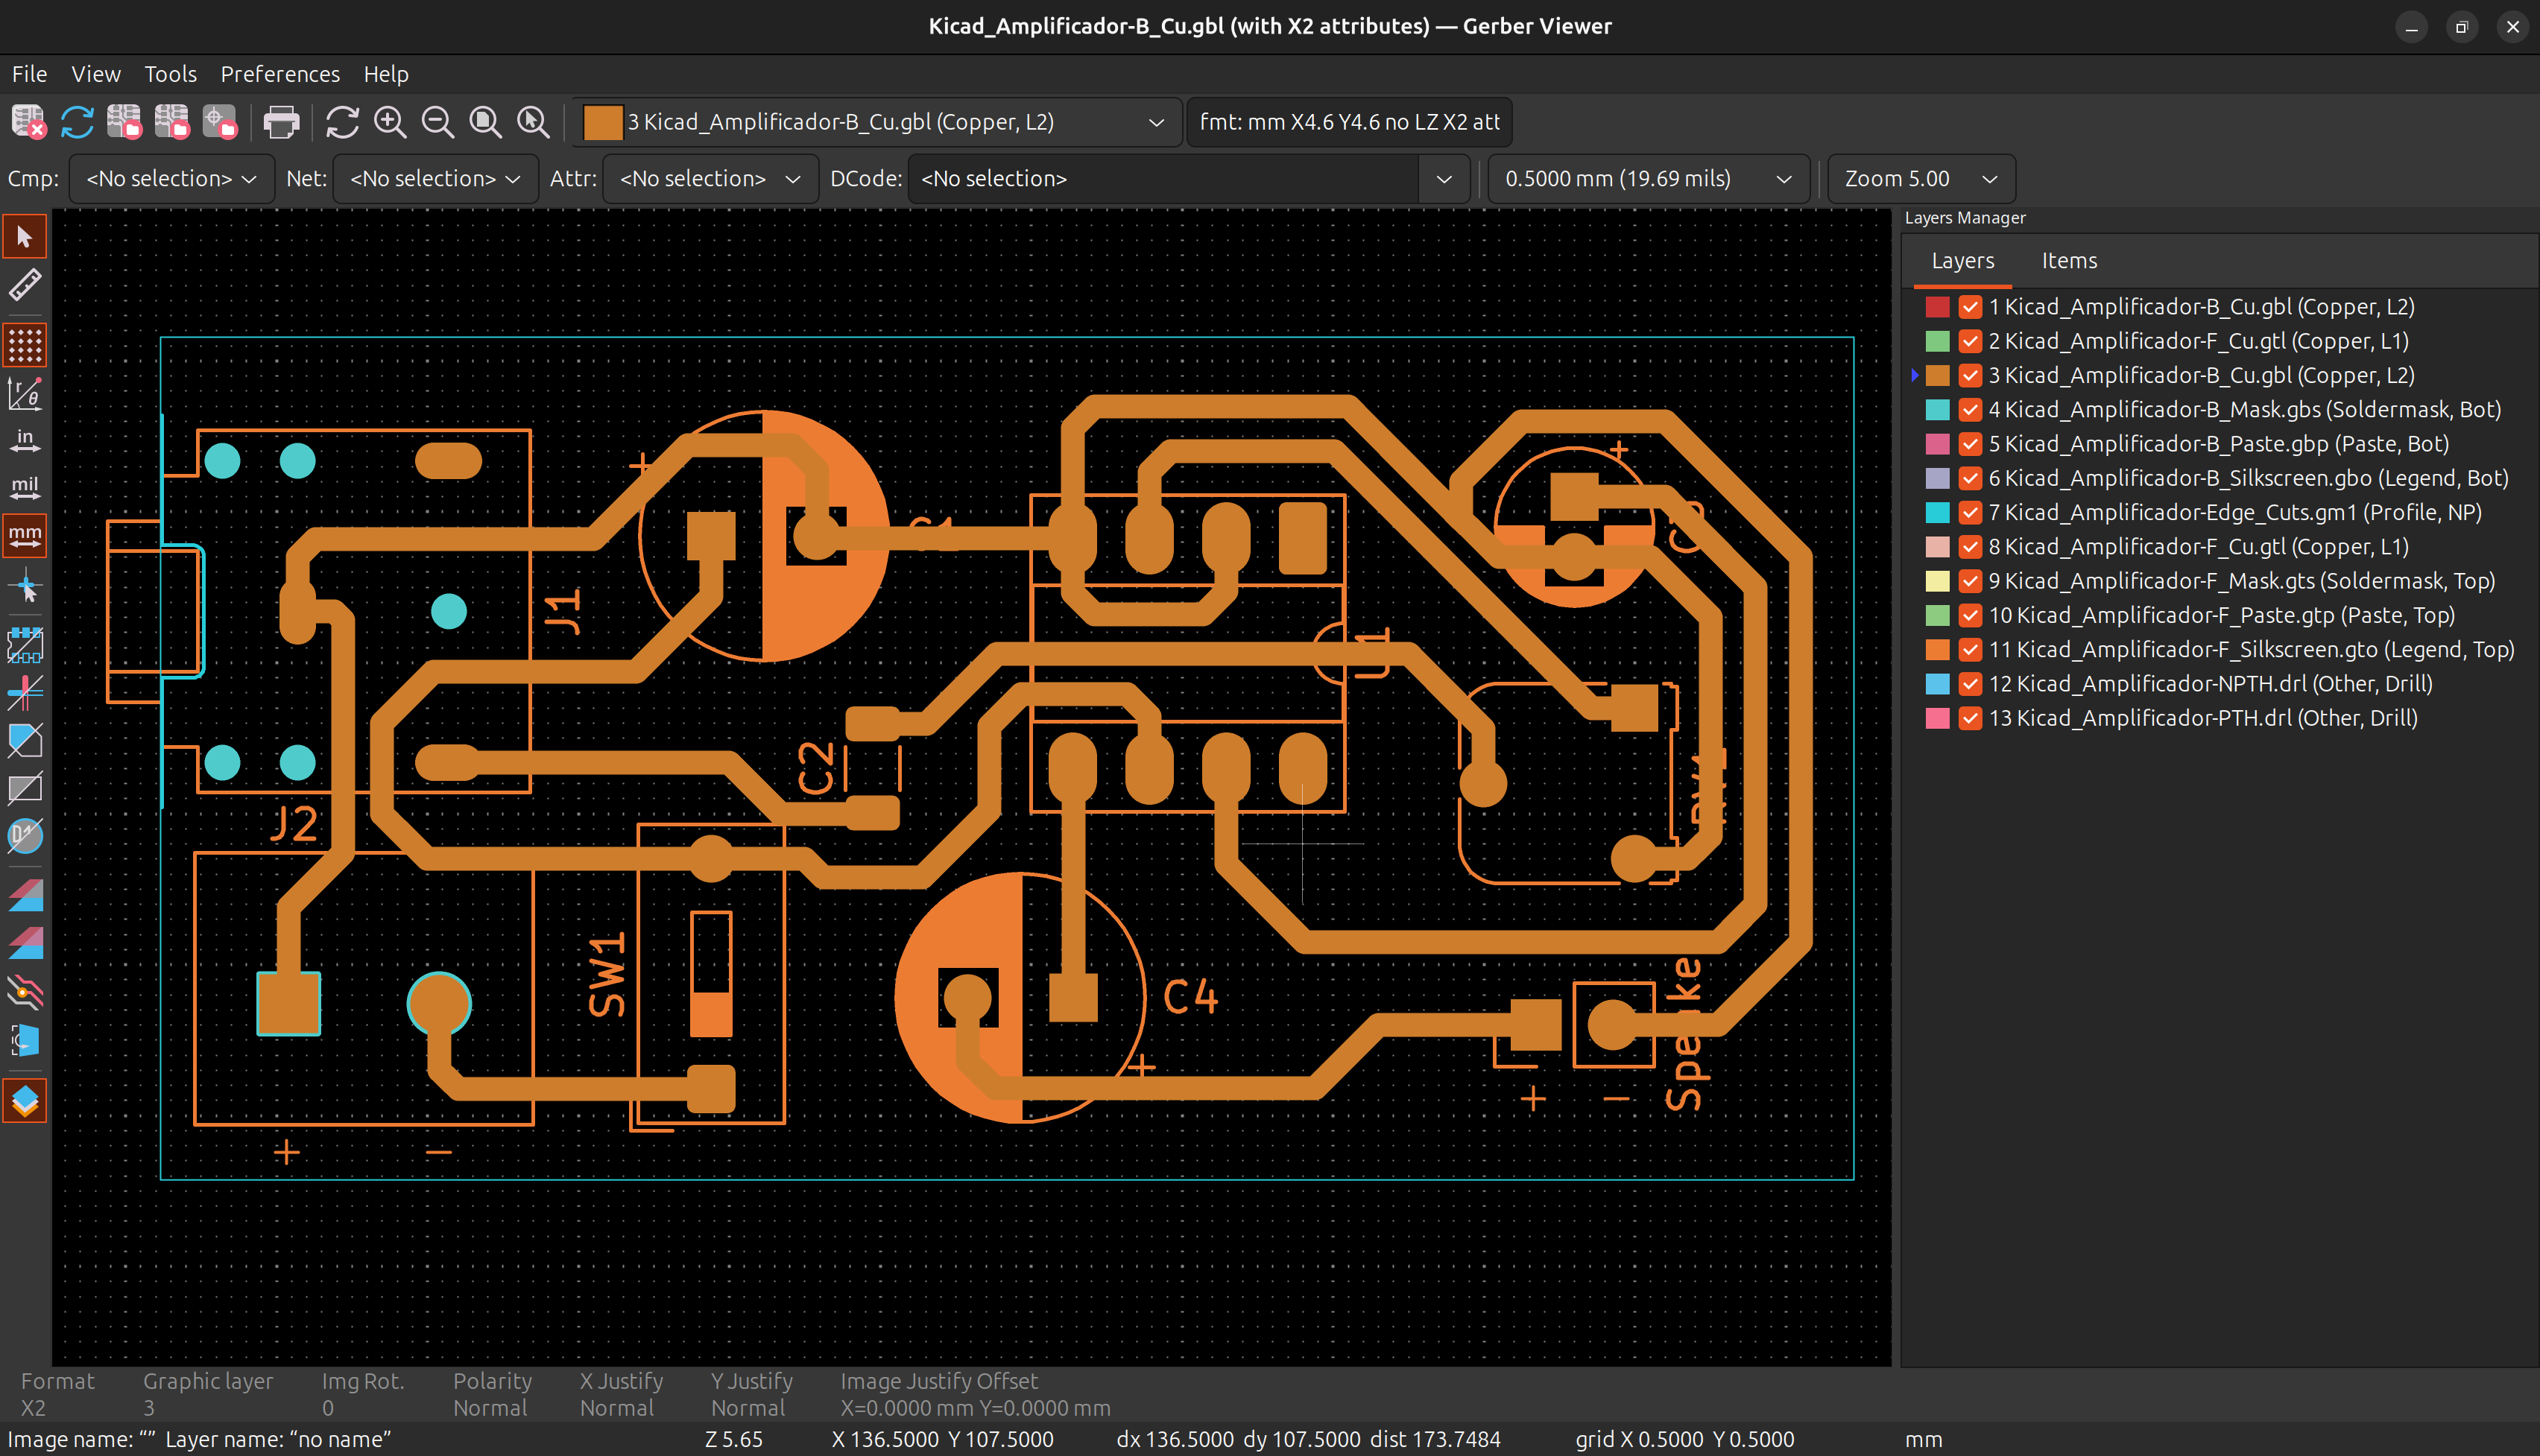 Kicad_Amplificador-B_Cu.gbl (with X2 attributes) — Gerber Viewer
File View Tools Preferences Help
3 Kicad_Amplificador-B_Cu.gbl (Copper, L2)
fmt: mm X4.6 Y4.6 no LZ X2 att
Cmp: <No selection> Net: <No selection> Attr: <No selection> DCode: <No selection> 0.5000 mm (19.69 mils) Zoom 5.00
in
mil
mm
J1
J2
C1
C2
U1
SW1
C4
+
+
+
+ −
+ −
Layers Manager
Layers Items
1 Kicad_Amplificador-B_Cu.gbl (Copper, L2)
2 Kicad_Amplificador-F_Cu.gtl (Copper, L1)
3 Kicad_Amplificador-B_Cu.gbl (Copper, L2)
4 Kicad_Amplificador-B_Mask.gbs (Soldermask, Bot)
5 Kicad_Amplificador-B_Paste.gbp (Paste, Bot)
6 Kicad_Amplificador-B_Silkscreen.gbo (Legend, Bot)
7 Kicad_Amplificador-Edge_Cuts.gm1 (Profile, NP)
8 Kicad_Amplificador-F_Cu.gtl (Copper, L1)
9 Kicad_Amplificador-F_Mask.gts (Soldermask, Top)
10 Kicad_Amplificador-F_Paste.gtp (Paste, Top)
11 Kicad_Amplificador-F_Silkscreen.gto (Legend, Top)
12 Kicad_Amplificador-NPTH.drl (Other, Drill)
13 Kicad_Amplificador-PTH.drl (Other, Drill)
Format Graphic layer Img Rot. Polarity X Justify Y Justify Image Justify Offset
X2 3 0 Normal Normal Normal X=0.0000 mm Y=0.0000 mm
Image name: “” Layer name: “no name” Z 5.65 X 136.5000 Y 107.5000 dx 136.5000 dy 107.5000 dist 173.7484 grid X 0.5000 Y 0.5000 mm